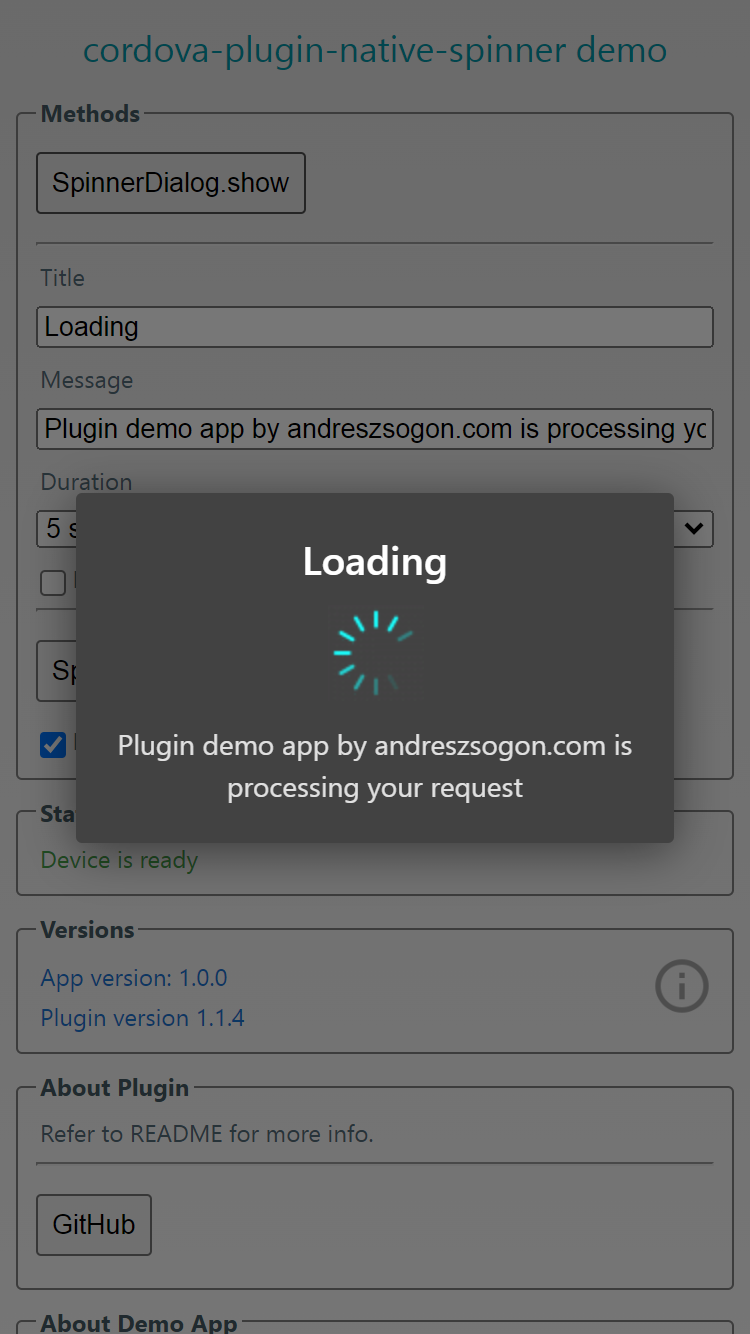 cordova-plugin-native-spinner demo
Methods
SpinnerDialog.show
Title
Loading
Message
Plugin demo app by andreszsogon.com is processing
Duration
5
Loading
Plugin demo app by andreszsogon.com is
processing your request
Device is ready
Versions
App version: 1.0.0
Plugin version 1.1.4
About Plugin
Refer to README for more info.
GitHub
About Demo App